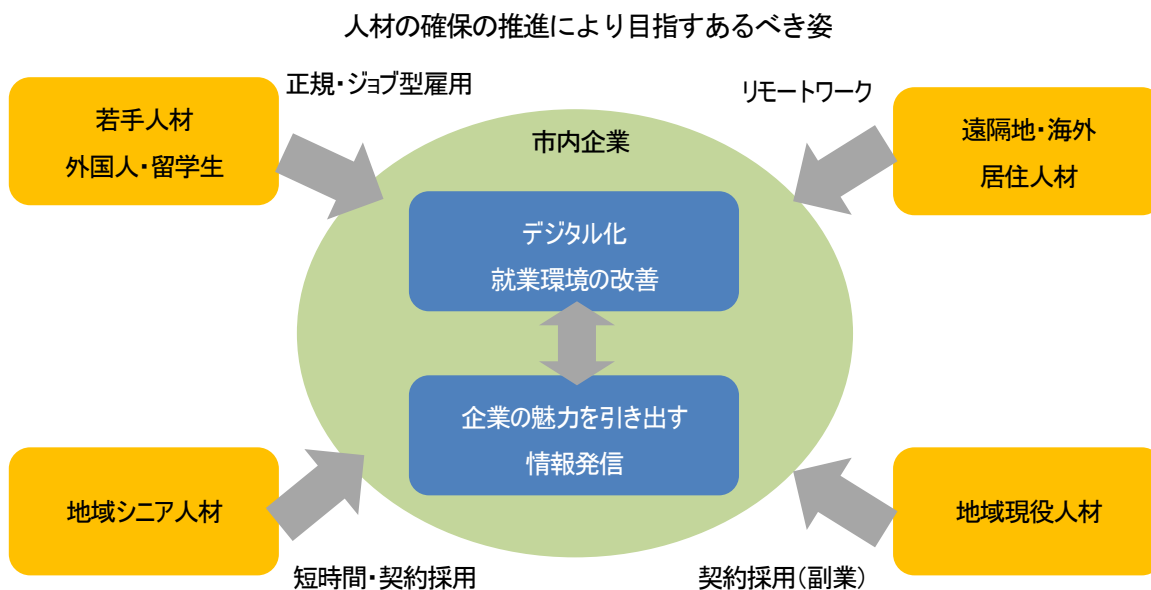 人材の確保の推進により目指すあるべき姿
正規・ジョブ型雇用
リモートワーク
若手人材
外国人・留学生
市内企業
遠隔地・海外
居住人材
デジタル化
就業環境の改善
企業の魅力を引き出す
情報発信
地域シニア人材
地域現役人材
短時間・契約採用
契約採用(副業)